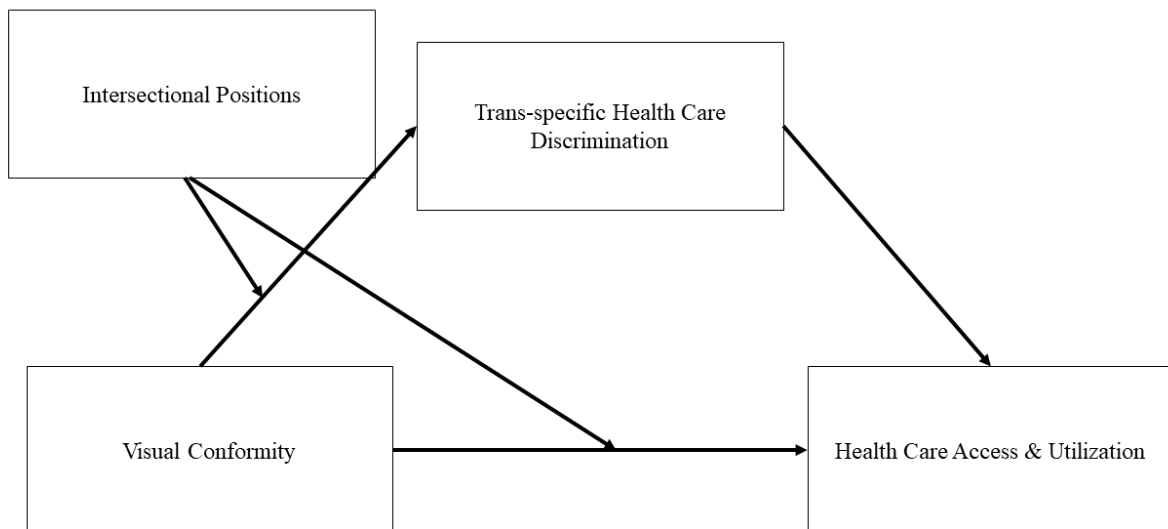 Intersectional Positions
Trans-specific Health Care
Discrimination
Visual Conformity
Health Care Access & Utilization